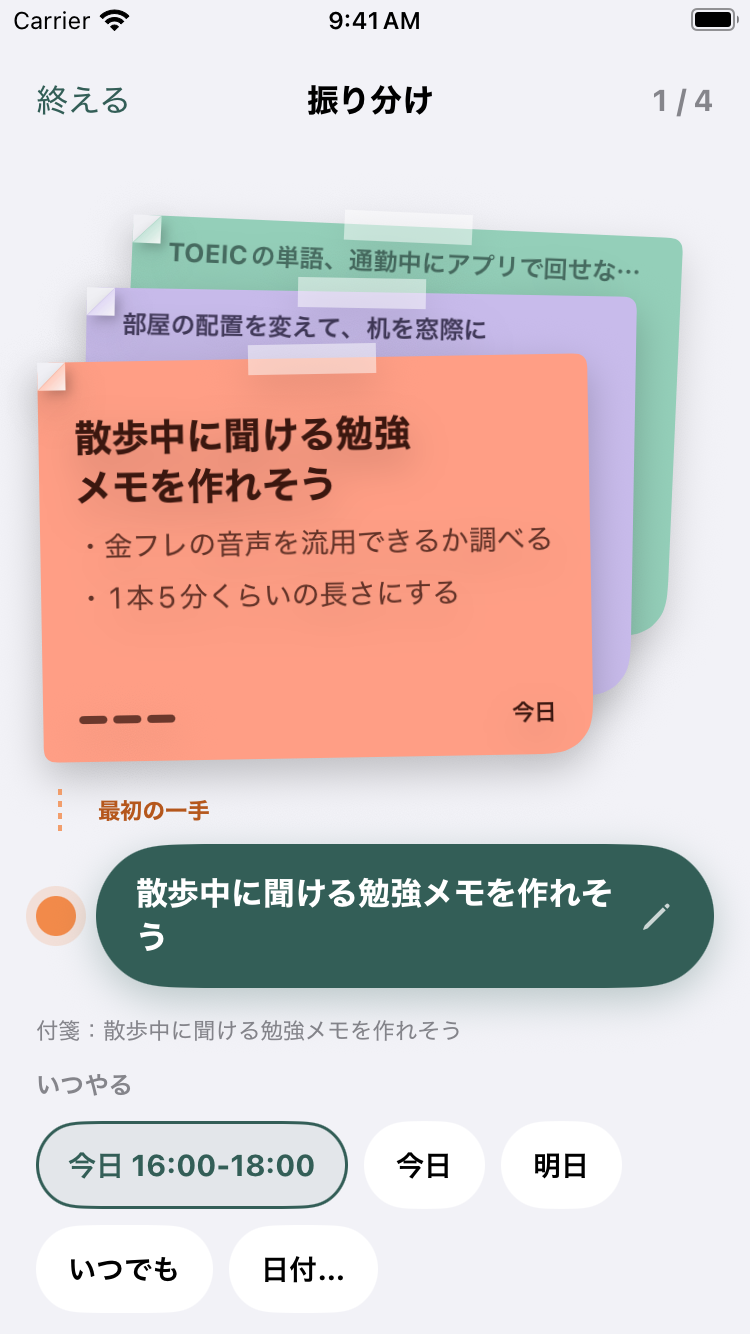 Carrier 9:41 AM
終える 振り分け 1 / 4
TOEICの単語、通勤中にアプリで回せな…
部屋の配置を変えて、机を窓際に
散歩中に聞ける勉強
メモを作れそう
・金フレの音声を流用できるか調べる
・1本5分くらいの長さにする
今日
最初の一手
散歩中に聞ける勉強メモを作れそ
う
付箋：散歩中に聞ける勉強メモを作れそう
いつやる
今日 16:00-18:00 今日 明日
いつでも 日付...